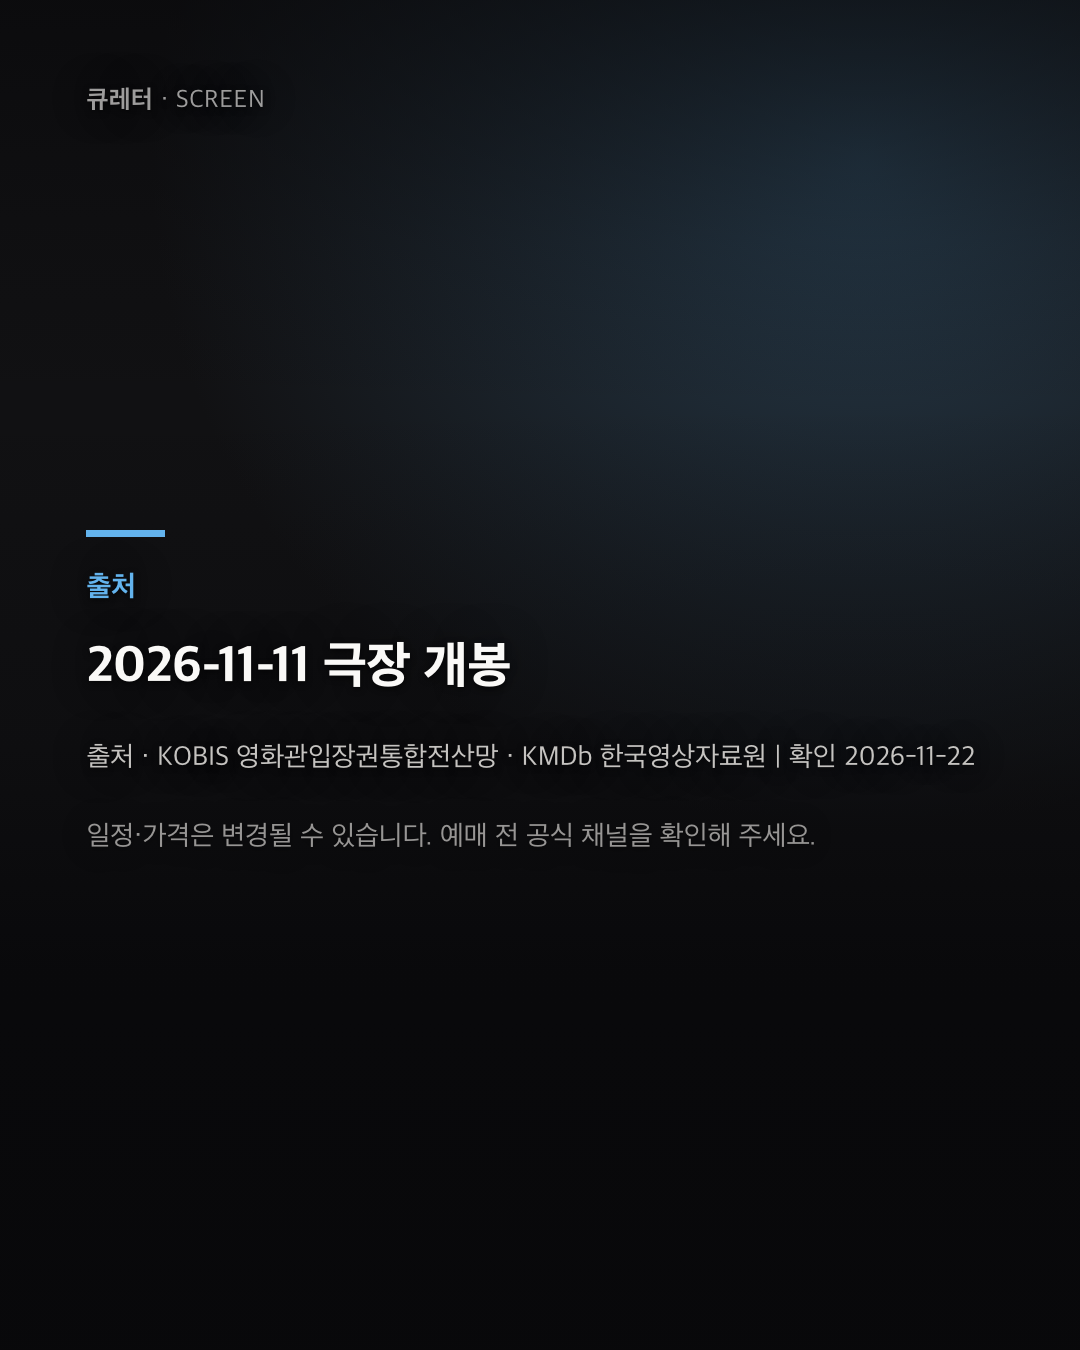 큐레터 · SCREEN
출처
2026-11-11 극장 개봉
출처 · KOBIS 영화관입장권통합전산망 · KMDb 한국영상자료원 | 확인 2026-11-22
일정·가격은 변경될 수 있습니다. 예매 전 공식 채널을 확인해 주세요.